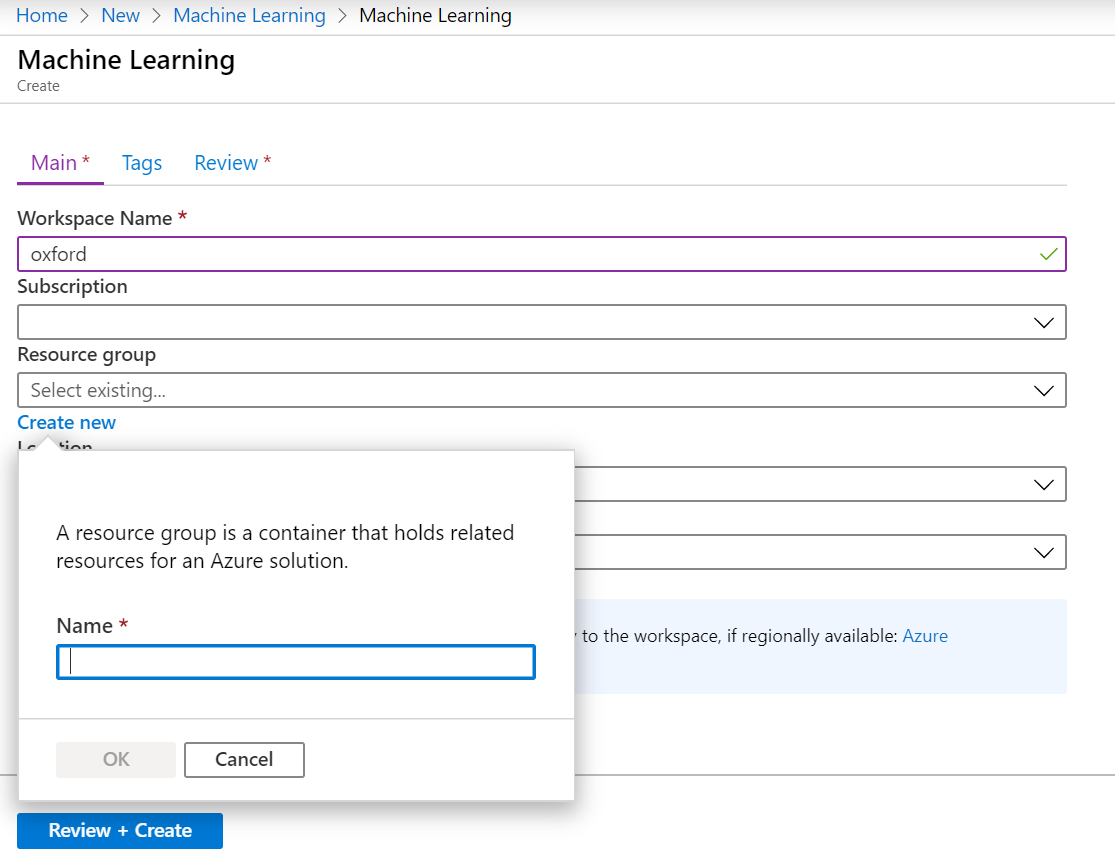 Home > New > Machine Learning > Machine Learning
Machine Learning
Create
Main * Tags Review *
Workspace Name *
oxford
Subscription
Resource group
Select existing...
Create new
A resource group is a container that holds related
resources for an Azure solution.
Name *
to the workspace, if regionally available: Azure
OK Cancel
Review + Create